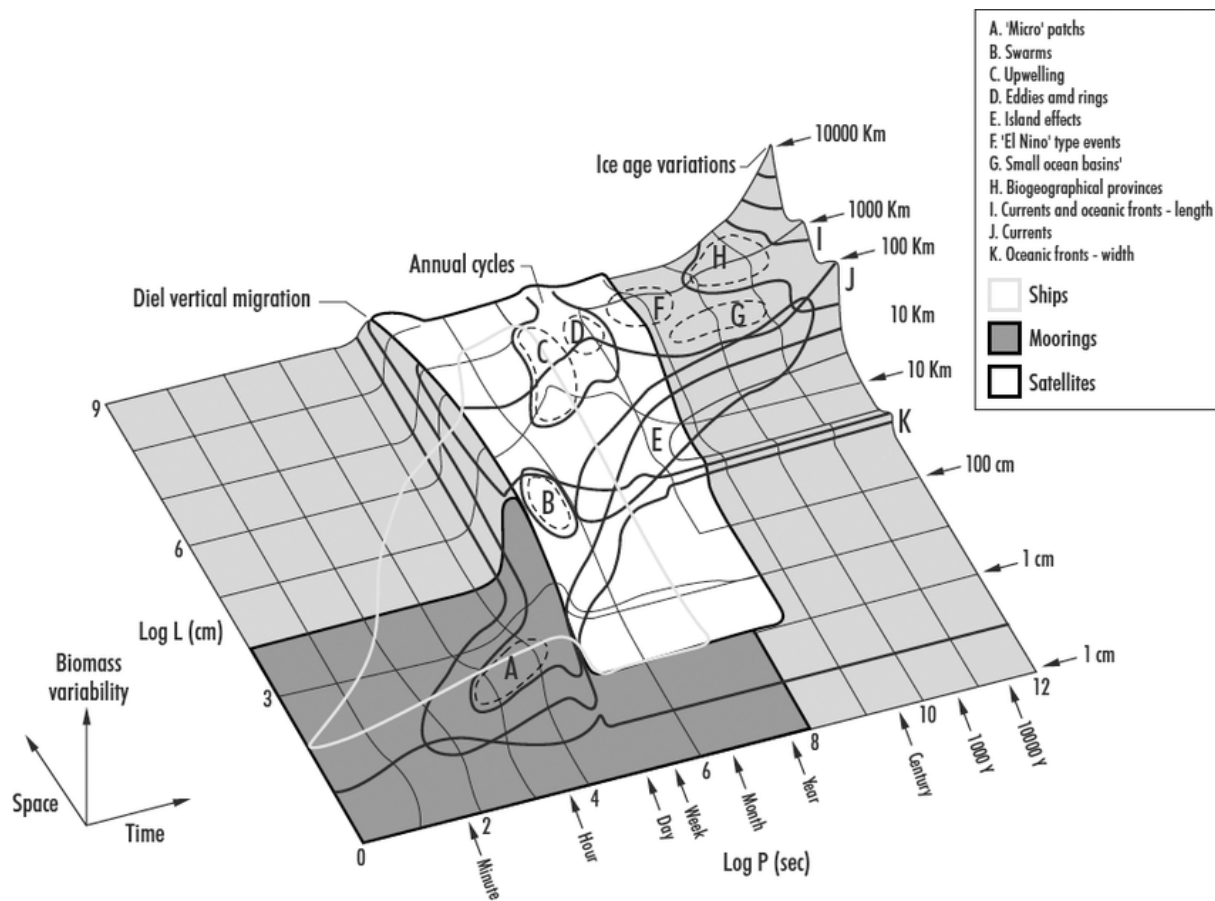 A. 'Micro' patchs
B. Swarms
C. Upwelling
D. Eddies amd rings
E. Island effects
F. 'El Nino' type events
G. Small ocean basins'
H. Biogeographical provinces
I. Currents and oceanic fronts - length
J. Currents
K. Oceanic fronts - width
Ships
Moorings
Satellites
10000 Km
Ice age variations
1000 Km
I
100 Km
H
J
Annual cycles
Diel vertical migration
F
G
10 Km
D
C
10 Km
9
K
E
100 cm
B
6
1 cm
Log L (cm)
A
1 cm
Biomass
variability
3
12
10
8
6
4
2
0
Space
Time
Minute
Hour
Day
Week
Month
Year
Century
1000 Y
10000 Y
Log P (sec)